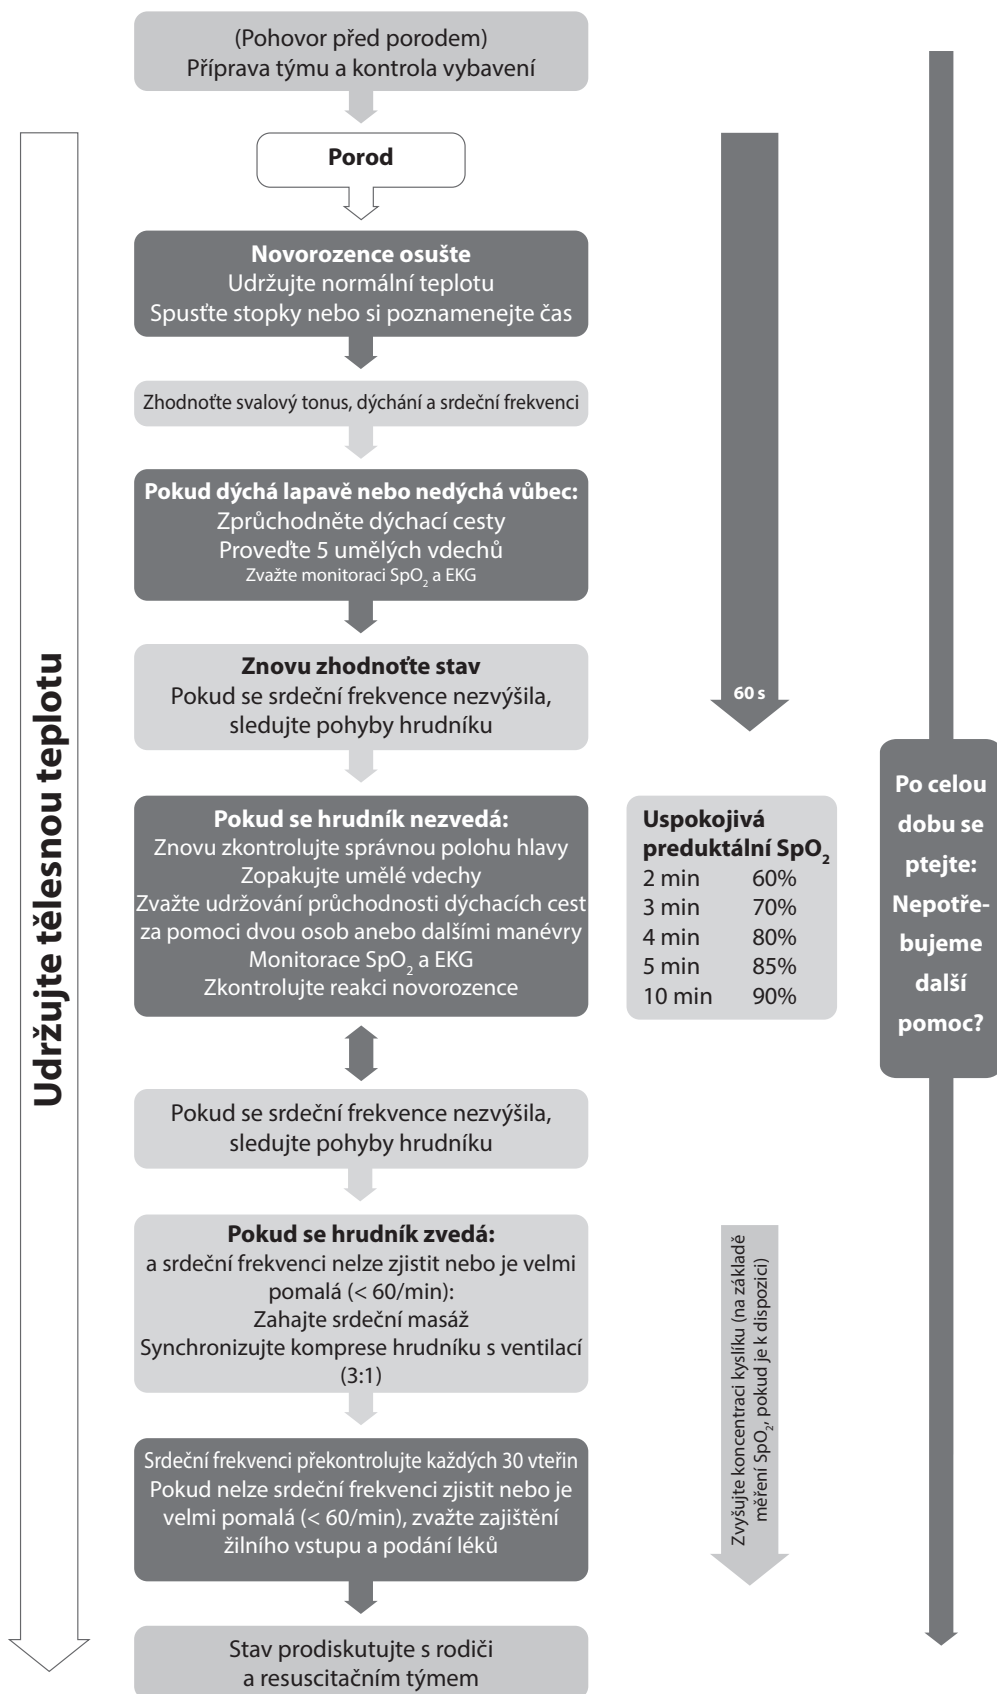 (Pohovor před porodem)
Příprava týmu a kontrola vybavení
Porod
Novorozence osušte
Udržujte normální teplotu
Spusťte stopky nebo si poznamenejte čas
Zhodnoťte svalový tonus, dýchání a srdeční frekvenci
Pokud dýchá lapavě nebo nedýchá vůbec:
Zprůchodněte dýchací cesty
Proveďte 5 umělých vdechů
Zvažte monitoraci SpO₂ a EKG
Znovu zhodnoťte stav
Pokud se srdeční frekvence nezvýšila,
sledujte pohyby hrudníku
Pokud se hrudník nezvedá:
Znovu zkontrolujte správnou polohu hlavy
Zopakujte umělé vdechy
Zvažte udržování průchodnosti dýchacích cest
za pomoci dvou osob anebo dalšími manévry
Monitorace SpO₂ a EKG
Zkontrolujte reakci novorozence
Pokud se srdeční frekvence nezvýšila,
sledujte pohyby hrudníku
Pokud se hrudník zvedá:
a srdeční frekvenci nelze zjistit nebo je velmi
pomalá (< 60/min):
Zahajte srdeční masáž
Synchronizujte komprese hrudníku s ventilací
(3:1)
Srdeční frekvenci překontrolujte každých 30 vteřin
Pokud nelze srdeční frekvenci zjistit nebo je
velmi pomalá (< 60/min), zvažte zajištění
žilního vstupu a podání léků
Stav prodiskutujte s rodiči
a resuscitačním týmem
Udržujte tělesnou teplotu
60 s
Uspokojivá
preduktální SpO₂
2 min 60%
3 min 70%
4 min 80%
5 min 85%
10 min 90%
Zvyšujte koncentraci kyslíku (na základě
měření SpO₂, pokud je k dispozici)
Po celou
dobu se
ptejte:
Nepotře-
bujeme
další
pomoc?